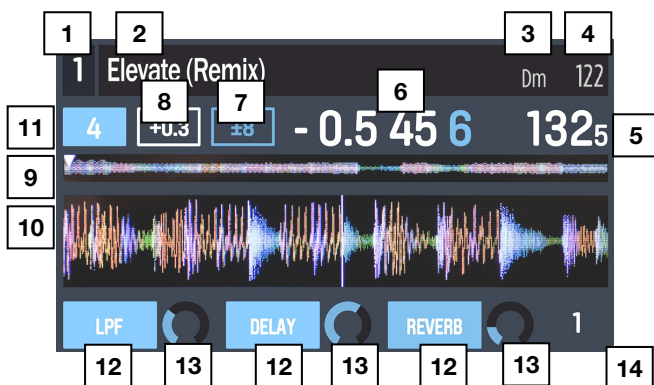 1 2 3 4
1 Elevate (Remix) Dm 122
8 7 6
11 4 +0.3 ±8 - 0.5 45 6 1325 5
9
10
LPF DELAY REVERB 1
12 13 12 13 12 13 14